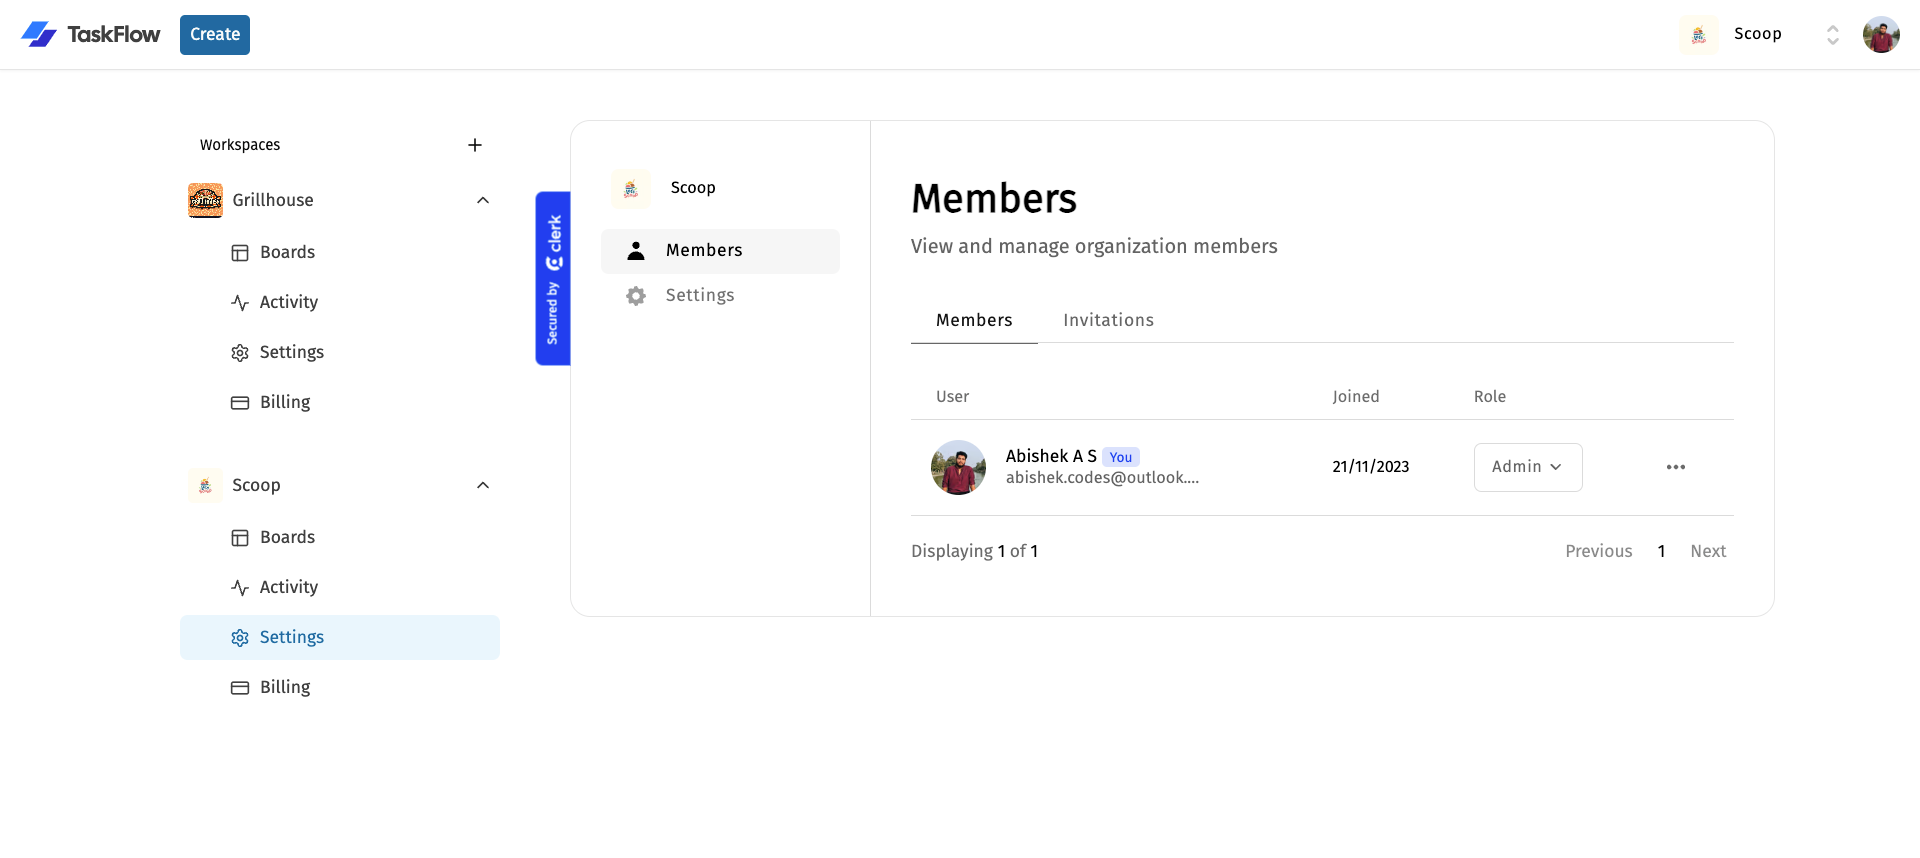 TaskFlow
Create
Scoop
Workspaces
Grillhouse
Boards
Activity
Settings
Billing
Scoop
Boards
Activity
Settings
Billing
Secured by clerk
Scoop
Members
Settings
Members
View and manage organization members
Members Invitations
User Joined Role
Abishek A S You
abishek.codes@outlook....
21/11/2023 Admin
Displaying 1 of 1
Previous 1 Next